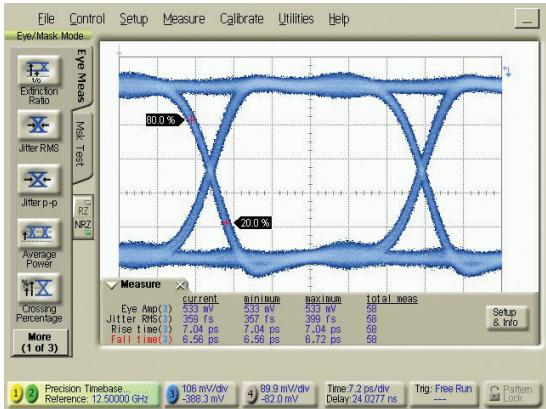 File Control Setup Measure Calibrate Utilities Help
Eye/Mask Mode
Extinction
Ratio
Jitter RMS
Jitter p-p
Average
Power
Crossing
Percentage
More
(1 of 3)
Eye Meas
Msk Test
RZ
NRZ
80.0 %
20.0 %
Measure
current minimum maximum total meas
Eye Amp(3) 533 mV 533 mV 533 mV 58
Jitter RMS(3) 359 fs 357 fs 399 fs 58
Rise time(3) 7.04 ps 7.04 ps 7.04 ps 58
Fall time(3) 6.56 ps 6.56 ps 6.72 ps 58
Setup
& Info
1 2 Precision Timebase...
Reference: 12.50000 GHz
3 106 mV/div
-388.3 mV
4 89.9 mV/div
-82.0 mV
Time:7.2 ps/div
Delay:24.0277 ns
Trig: Free Run
---
Pattern
Lock